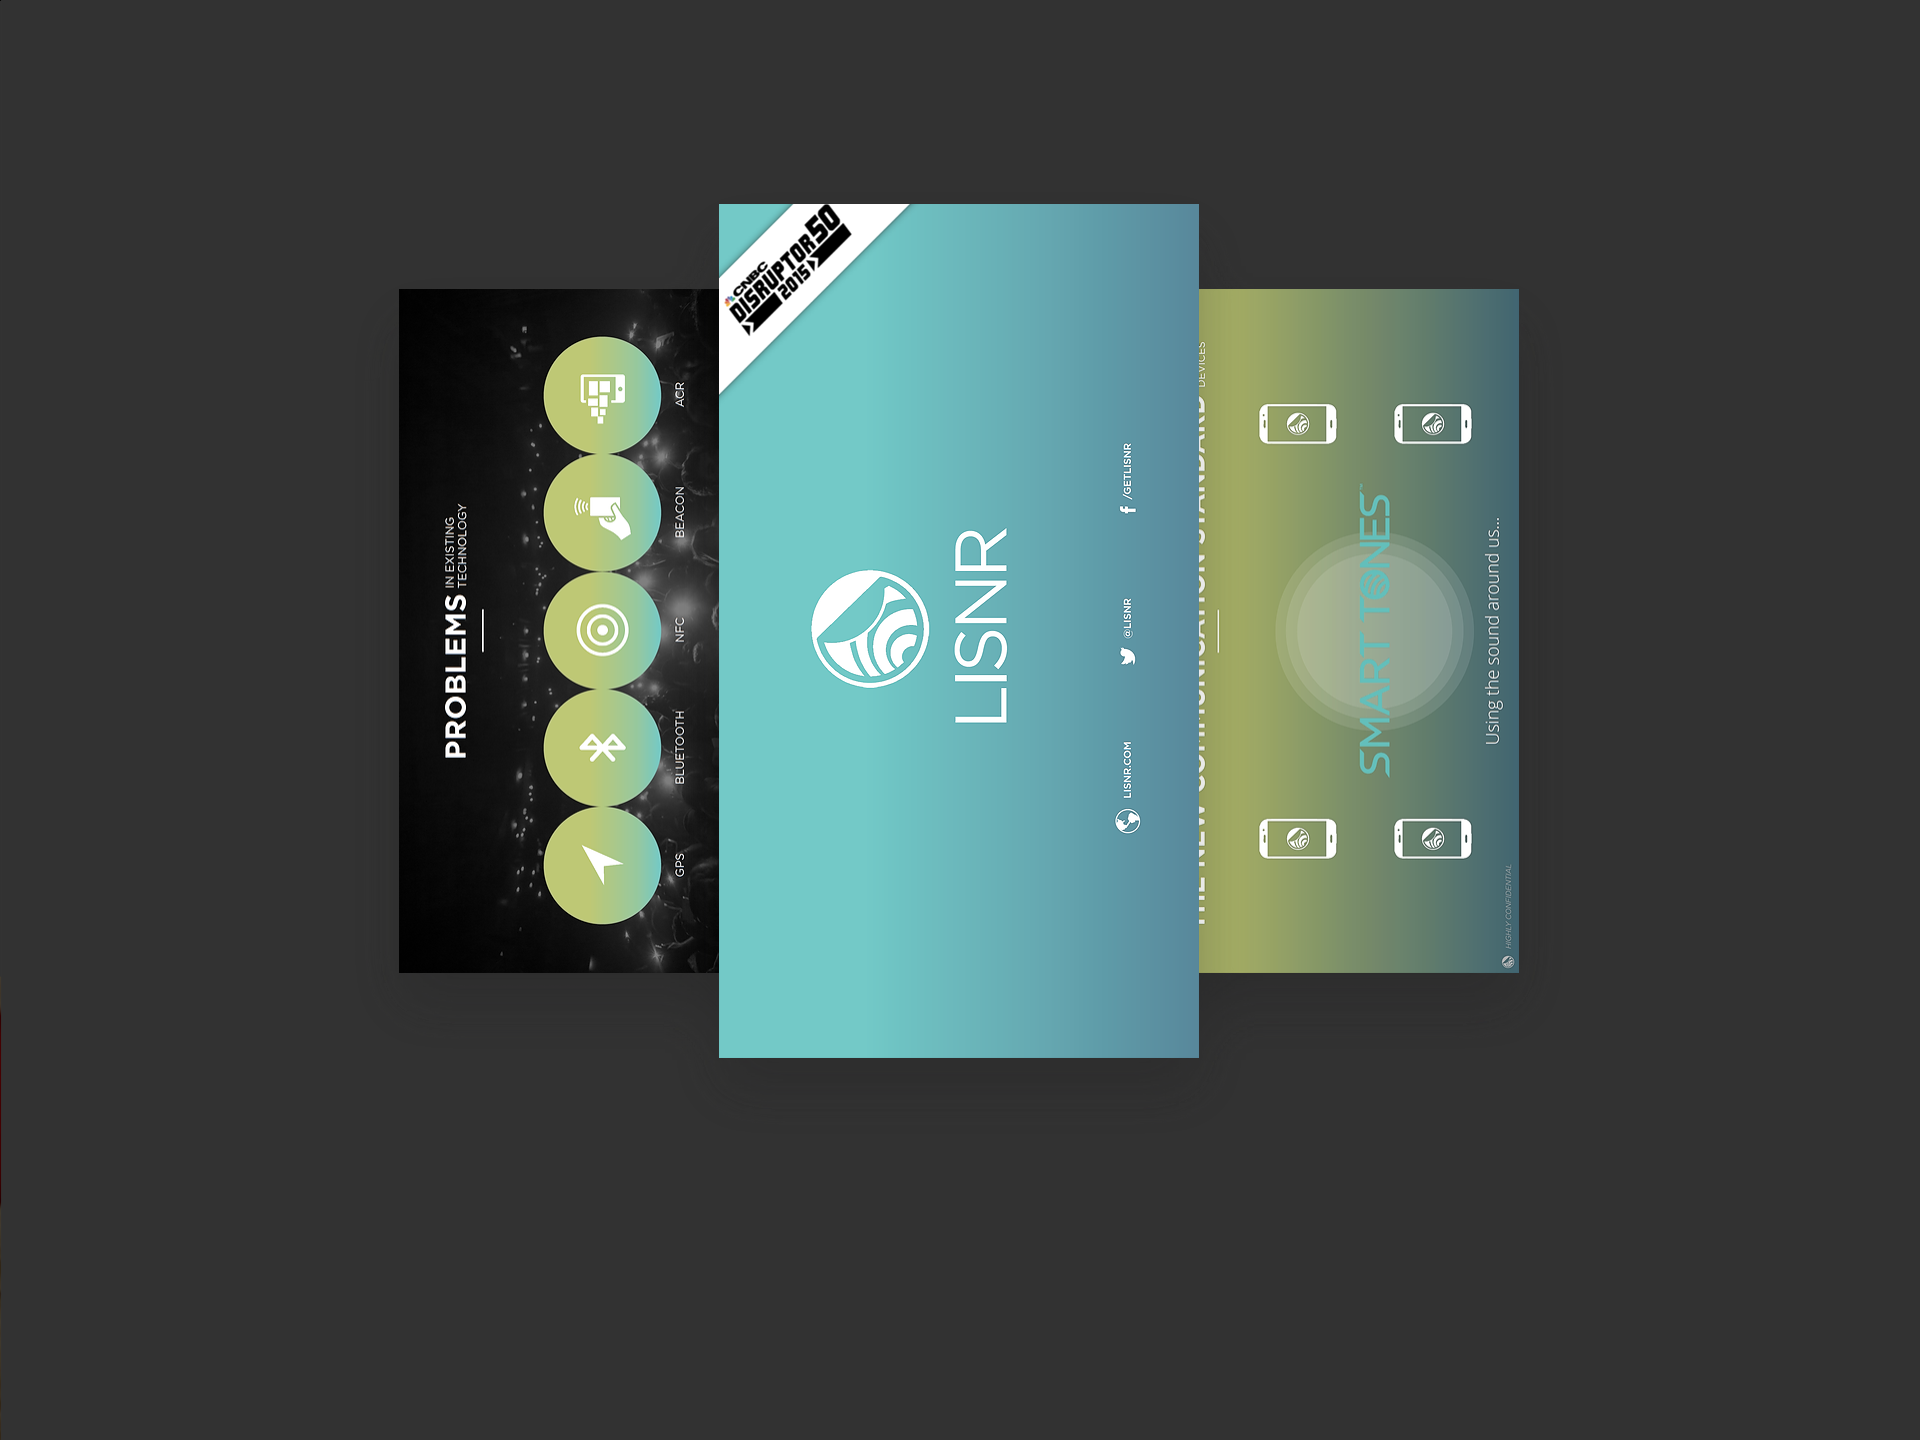 PROBLEMS IN EXISTING
TECHNOLOGY
GPS
BLUETOOTH
NFC
BEACON
ACR
CNBC
DISRUPTOR 50
2015
LISNR
LISNR.COM
@LISNR
/GETLISNR
THE NEW COMMUNICATION STANDARD DEVICES
SMART TONES™
Using the sound around us...
HIGHLY CONFIDENTIAL